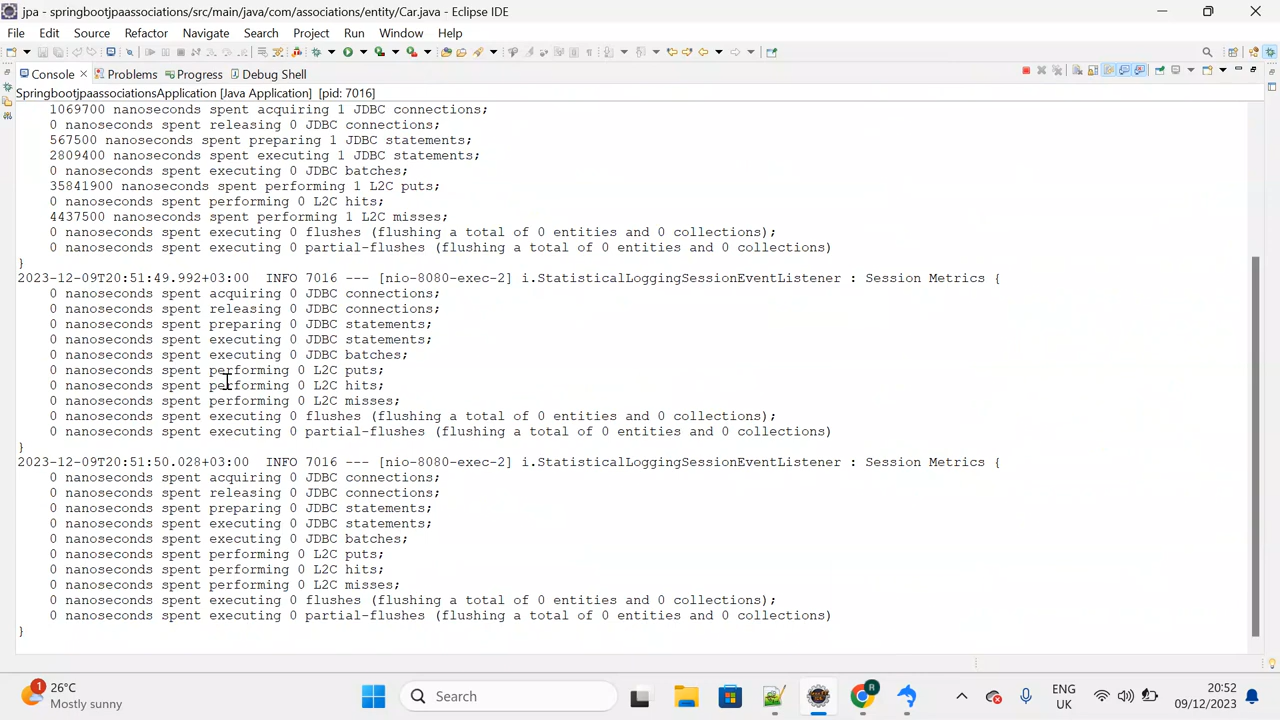 jpa - springbootjpaassociations/src/main/java/com/associations/entity/Car.java - Eclipse IDE
File Edit Source Refactor Navigate Search Project Run Window Help
Console Problems Progress Debug Shell
SpringbootjpaassociationsApplication [Java Application] [pid: 7016]
1069700 nanoseconds spent acquiring 1 JDBC connections;
0 nanoseconds spent releasing 0 JDBC connections;
567500 nanoseconds spent preparing 1 JDBC statements;
2809400 nanoseconds spent executing 1 JDBC statements;
0 nanoseconds spent executing 0 JDBC batches;
35841900 nanoseconds spent performing 1 L2C puts;
0 nanoseconds spent performing 0 L2C hits;
4437500 nanoseconds spent performing 1 L2C misses;
0 nanoseconds spent executing 0 flushes (flushing a total of 0 entities and 0 collections);
0 nanoseconds spent executing 0 partial-flushes (flushing a total of 0 entities and 0 collections)
}
2023-12-09T20:51:49.992+03:00  INFO 7016 --- [nio-8080-exec-2] i.StatisticalLoggingSessionEventListener : Session Metrics {
0 nanoseconds spent acquiring 0 JDBC connections;
0 nanoseconds spent releasing 0 JDBC connections;
0 nanoseconds spent preparing 0 JDBC statements;
0 nanoseconds spent executing 0 JDBC statements;
0 nanoseconds spent executing 0 JDBC batches;
0 nanoseconds spent performing 0 L2C puts;
0 nanoseconds spent performing 0 L2C hits;
0 nanoseconds spent performing 0 L2C misses;
0 nanoseconds spent executing 0 flushes (flushing a total of 0 entities and 0 collections);
0 nanoseconds spent executing 0 partial-flushes (flushing a total of 0 entities and 0 collections)
}
2023-12-09T20:51:50.028+03:00  INFO 7016 --- [nio-8080-exec-2] i.StatisticalLoggingSessionEventListener : Session Metrics {
0 nanoseconds spent acquiring 0 JDBC connections;
0 nanoseconds spent releasing 0 JDBC connections;
0 nanoseconds spent preparing 0 JDBC statements;
0 nanoseconds spent executing 0 JDBC statements;
0 nanoseconds spent executing 0 JDBC batches;
0 nanoseconds spent performing 0 L2C puts;
0 nanoseconds spent performing 0 L2C hits;
0 nanoseconds spent performing 0 L2C misses;
0 nanoseconds spent executing 0 flushes (flushing a total of 0 entities and 0 collections);
0 nanoseconds spent executing 0 partial-flushes (flushing a total of 0 entities and 0 collections)
}
1
26°C
Mostly sunny
Search
R
ENG
UK
20:52
09/12/2023